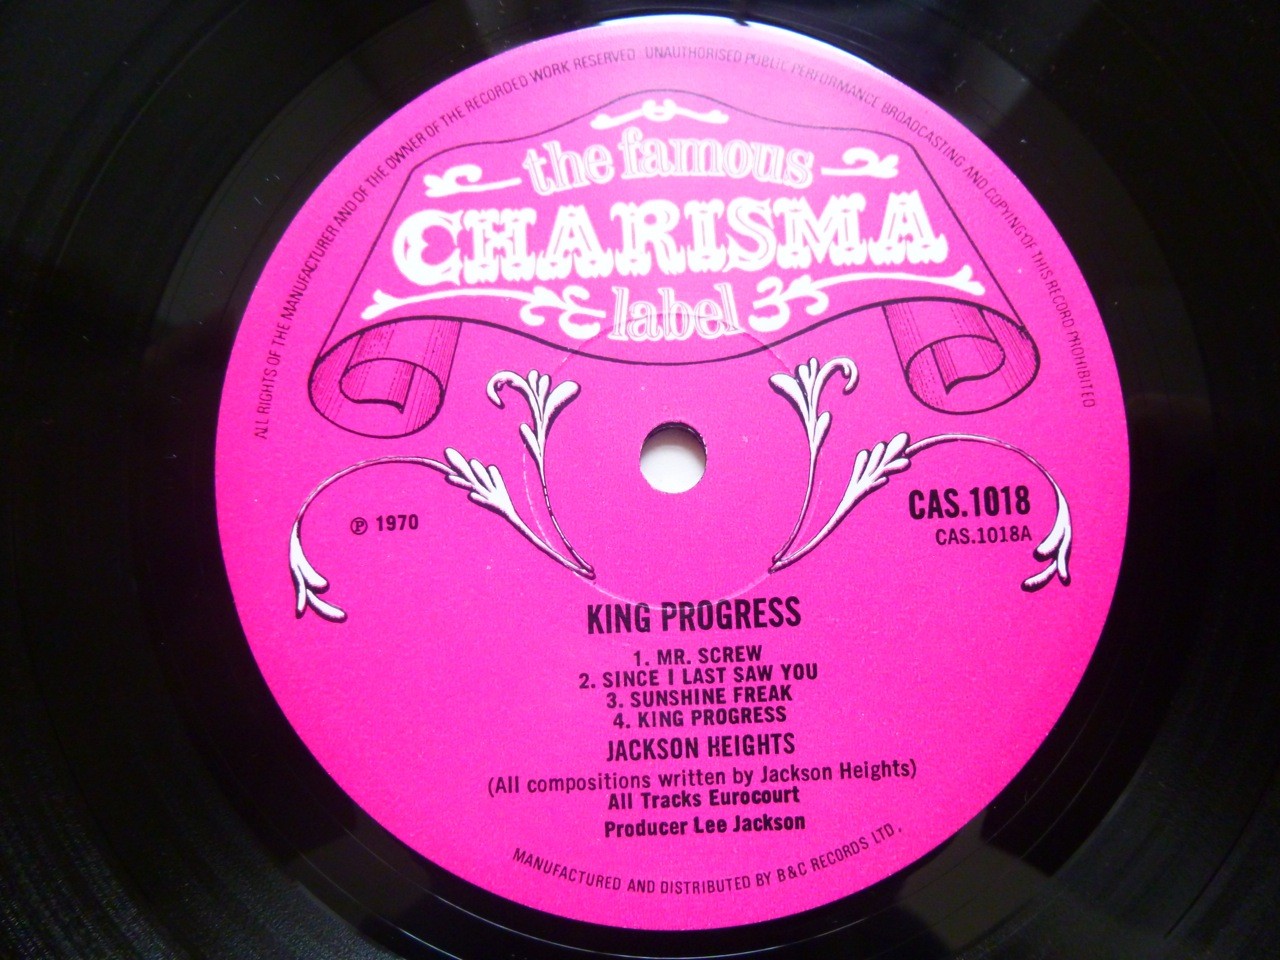 ALL RIGHTS OF THE MANUFACTURER AND OF THE OWNER OF THE RECORDED WORK RESERVED UNAUTHORISED PUBLIC PERFORMANCE BROADCASTING AND COPYING OF THIS RECORD PROHIBITED
the famous
CHARISMA
label
℗ 1970
CAS.1018
CAS.1018A
KING PROGRESS
1. MR. SCREW
2. SINCE I LAST SAW YOU
3. SUNSHINE FREAK
4. KING PROGRESS
JACKSON HEIGHTS
(All compositions written by Jackson Heights)
All Tracks Eurocourt
Producer Lee Jackson
MANUFACTURED AND DISTRIBUTED BY B&C RECORDS LTD.